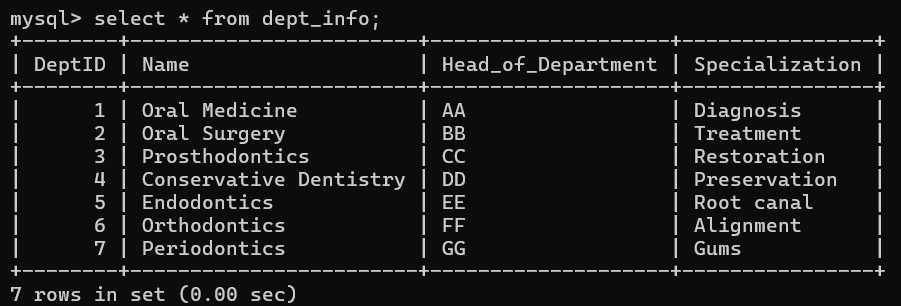 mysql> select * from dept_info;
+--------+------------------------+--------------------+----------------+
| DeptID | Name                   | Head_of_Department | Specialization |
+--------+------------------------+--------------------+----------------+
|      1 | Oral Medicine          | AA                 | Diagnosis      |
|      2 | Oral Surgery           | BB                 | Treatment      |
|      3 | Prosthodontics         | CC                 | Restoration    |
|      4 | Conservative Dentistry | DD                 | Preservation   |
|      5 | Endodontics            | EE                 | Root canal     |
|      6 | Orthodontics           | FF                 | Alignment      |
|      7 | Periodontics           | GG                 | Gums           |
+--------+------------------------+--------------------+----------------+
7 rows in set (0.00 sec)